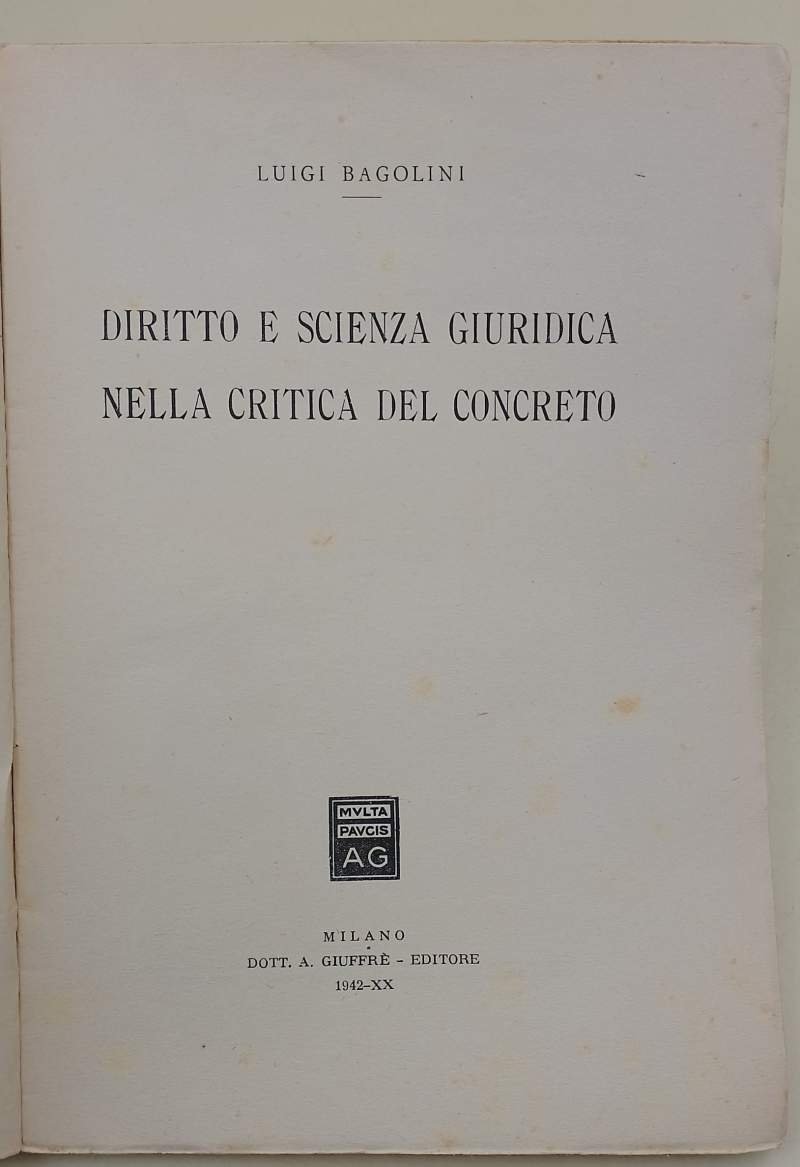 LUIGI BAGOLINI
DIRITTO E SCIENZA GIURIDICA
NELLA CRITICA DEL CONCRETO
MVLTA
PAVCIS
AG
MILANO
DOTT. A. GIUFFRÈ - EDITORE
1942-XX